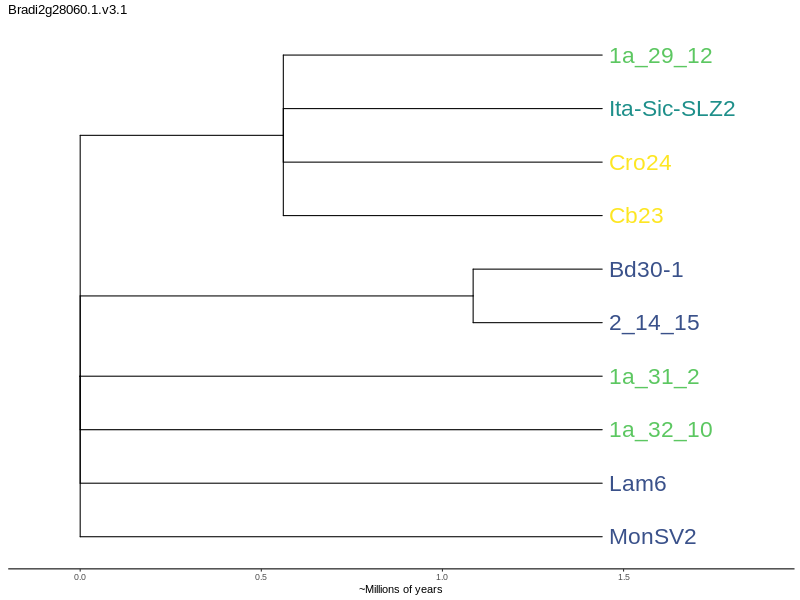 Bradi2g28060.1.v3.1
1a_29_12
Ita-Sic-SLZ2
Cro24
Cb23
Bd30-1
2_14_15
1a_31_2
1a_32_10
Lam6
MonSV2
0.0 0.5 1.0 1.5
~Millions of years